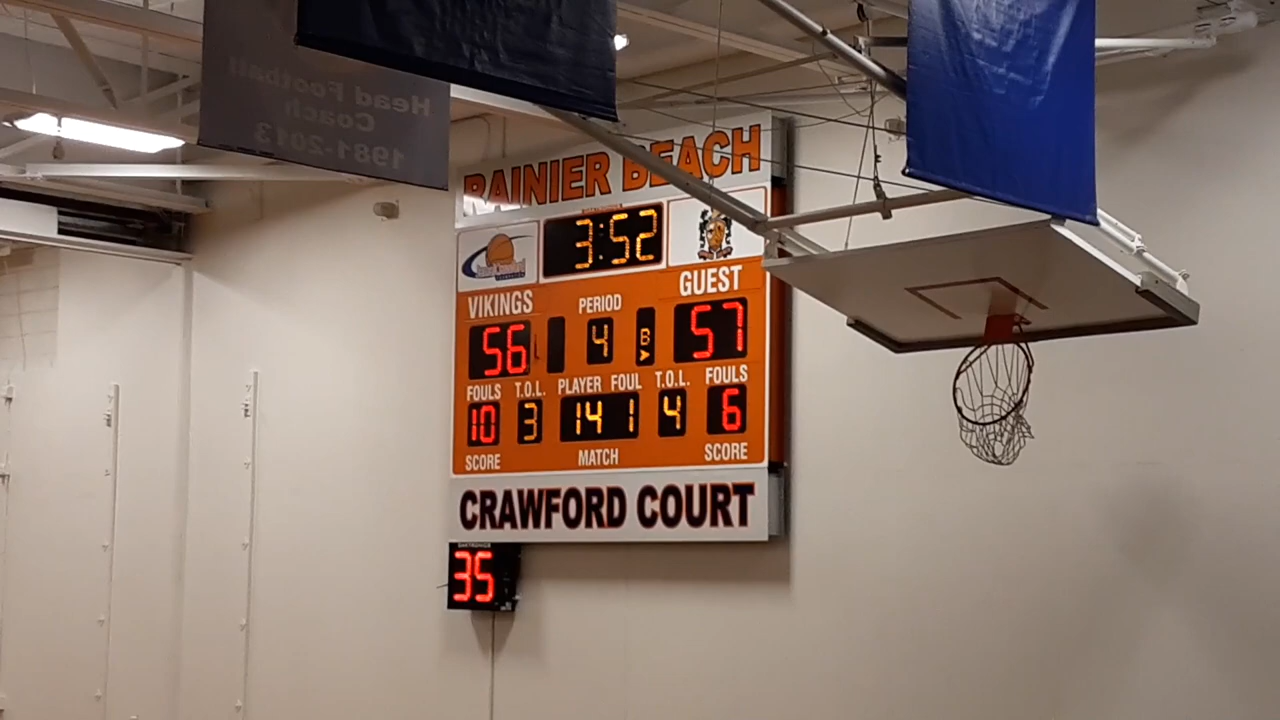 Head Football
Coach
1981-2013
RAINIER BEACH
3:52
VIKINGS PERIOD GUEST
56 4 B 57
FOULS T.O.L. PLAYER FOUL T.O.L. FOULS
10 3 14 1 4 6
SCORE MATCH SCORE
CRAWFORD COURT
35